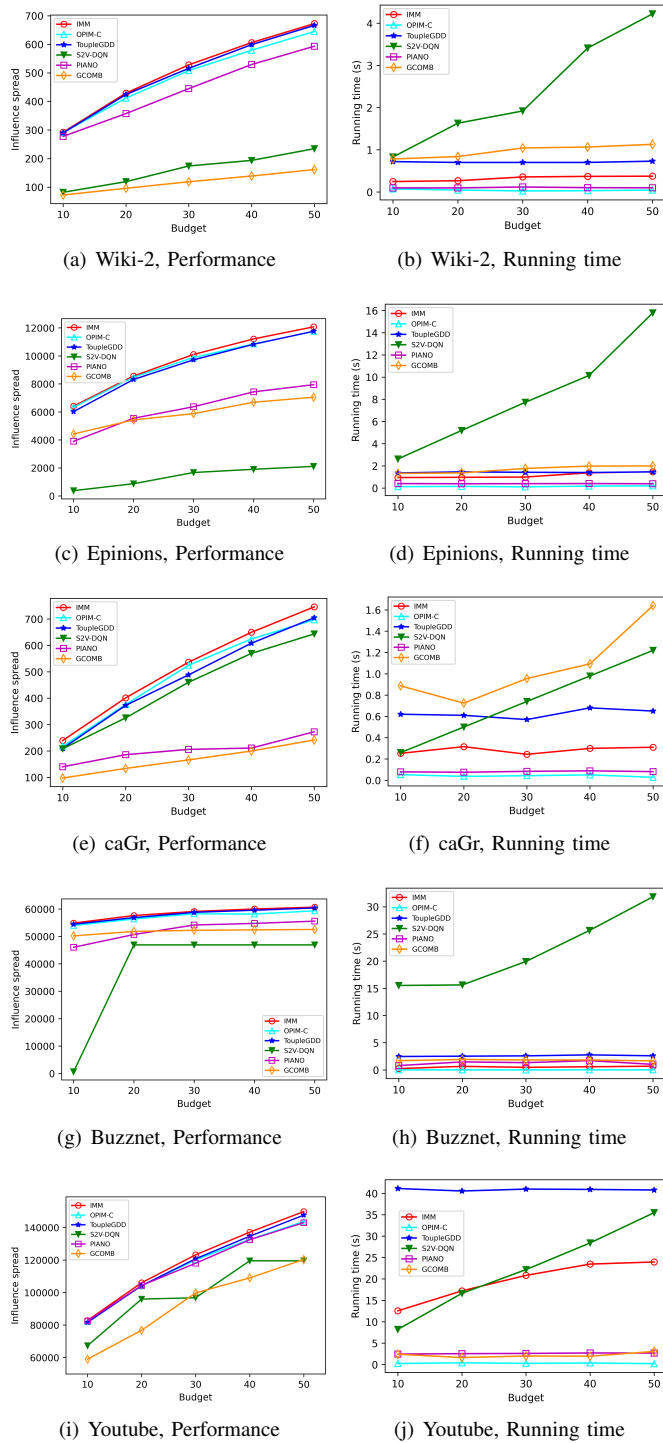 700
600
500
400
300
200
100
10 20 30 40 50
Influence spread
Budget
IMM
OPIM-C
ToupleGDD
S2V-DQN
PIANO
GCOMB
(a) Wiki-2, Performance
4
3
2
1
0
10 20 30 40 50
Running time (s)
Budget
IMM
OPIM-C
ToupleGDD
S2V-DQN
PIANO
GCOMB
(b) Wiki-2, Running time
12000
10000
8000
6000
4000
2000
0
10 20 30 40 50
Influence spread
Budget
IMM
OPIM-C
ToupleGDD
S2V-DQN
PIANO
GCOMB
(c) Epinions, Performance
16
14
12
10
8
6
4
2
0
10 20 30 40 50
Running time (s)
Budget
IMM
OPIM-C
ToupleGDD
S2V-DQN
PIANO
GCOMB
(d) Epinions, Running time
700
600
500
400
300
200
100
10 20 30 40 50
Influence spread
Budget
IMM
OPIM-C
ToupleGDD
S2V-DQN
PIANO
GCOMB
(e) caGr, Performance
1.6
1.4
1.2
1.0
0.8
0.6
0.4
0.2
0.0
10 20 30 40 50
Running time (s)
Budget
IMM
OPIM-C
ToupleGDD
S2V-DQN
PIANO
GCOMB
(f) caGr, Running time
60000
50000
40000
30000
20000
10000
0
10 20 30 40 50
Influence spread
Budget
IMM
OPIM-C
ToupleGDD
S2V-DQN
PIANO
GCOMB
(g) Buzznet, Performance
30
25
20
15
10
5
0
10 20 30 40 50
Running time (s)
Budget
IMM
OPIM-C
ToupleGDD
S2V-DQN
PIANO
GCOMB
(h) Buzznet, Running time
140000
120000
100000
80000
60000
10 20 30 40 50
Influence spread
Budget
IMM
OPIM-C
ToupleGDD
S2V-DQN
PIANO
GCOMB
(i) Youtube, Performance
40
35
30
25
20
15
10
5
0
10 20 30 40 50
Running time (s)
Budget
IMM
OPIM-C
ToupleGDD
S2V-DQN
PIANO
GCOMB
(j) Youtube, Running time